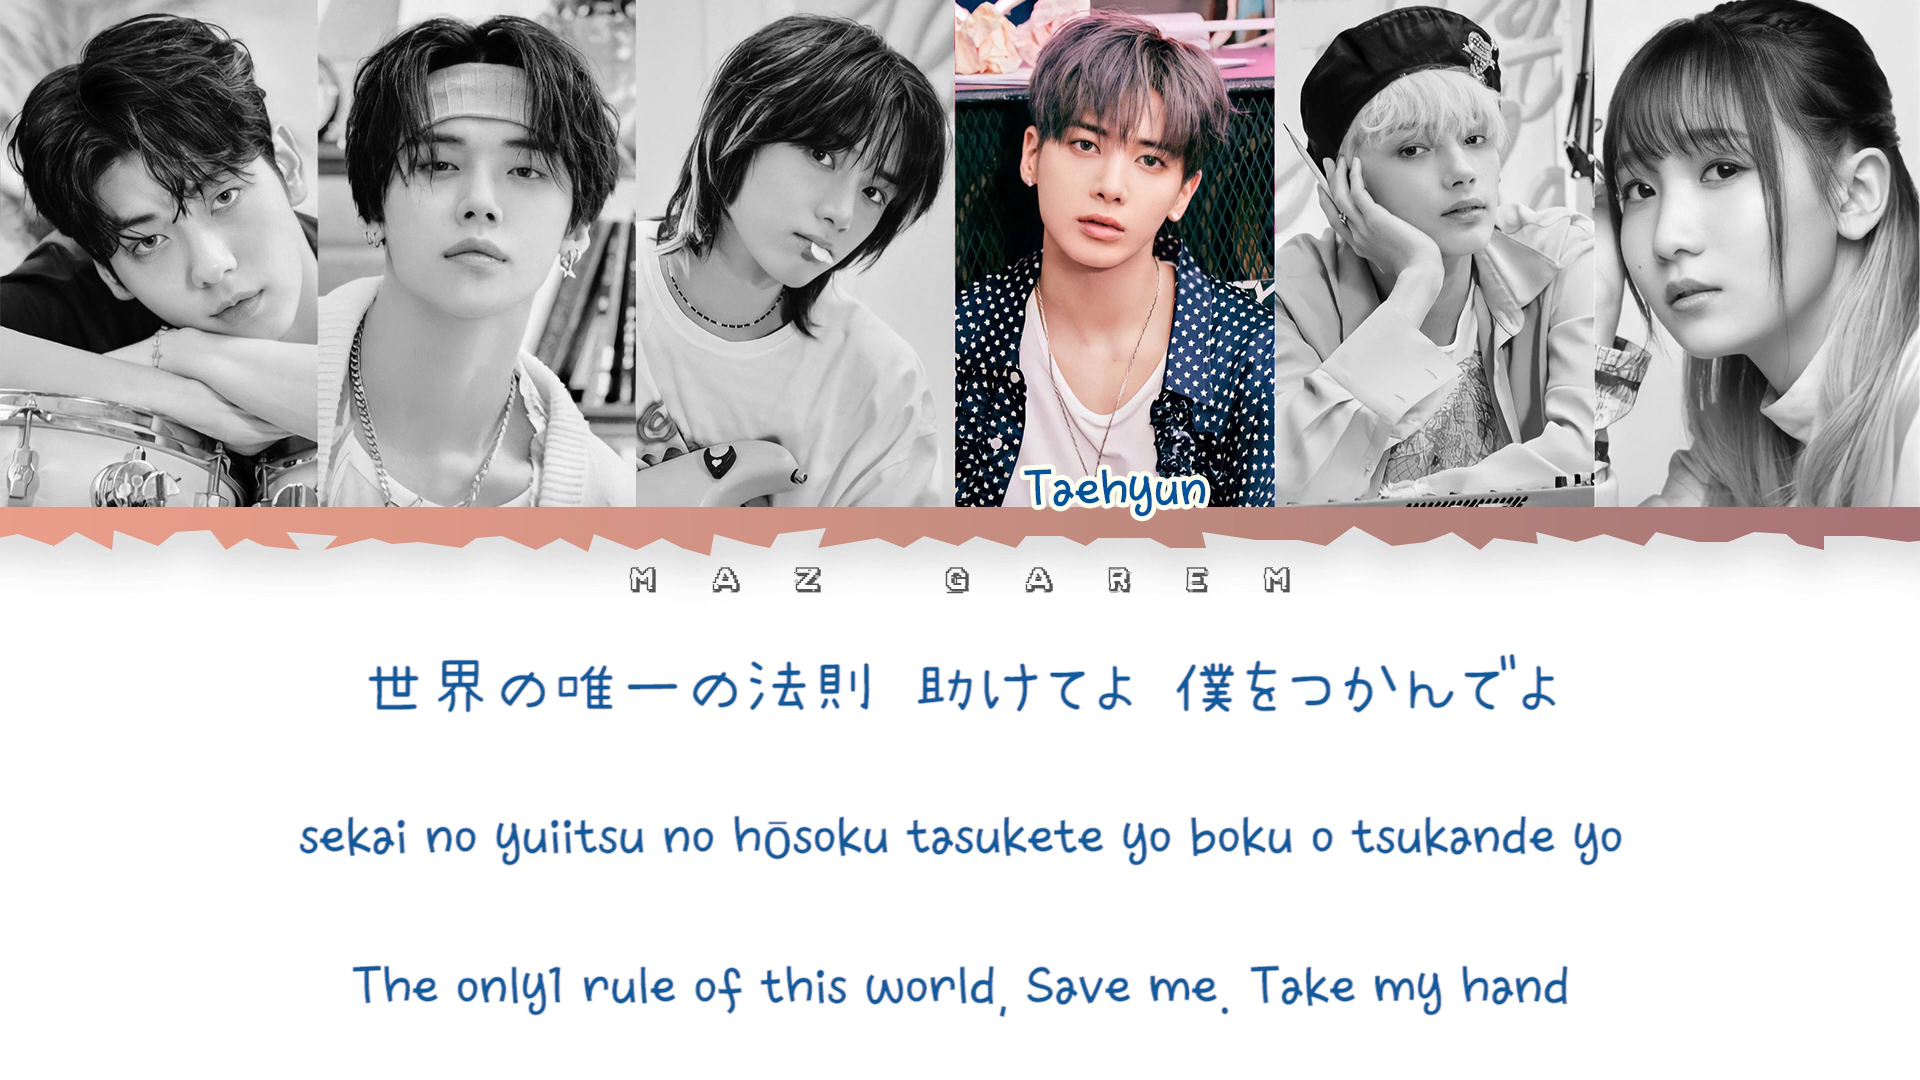 Taehyun
MAZ GAREM
世界の唯一の法則 助けてよ 僕をつかんでよ
sekai no yuiitsu no hōsoku tasukete yo boku o tsukande yo
The only1 rule of this world, Save me. Take my hand